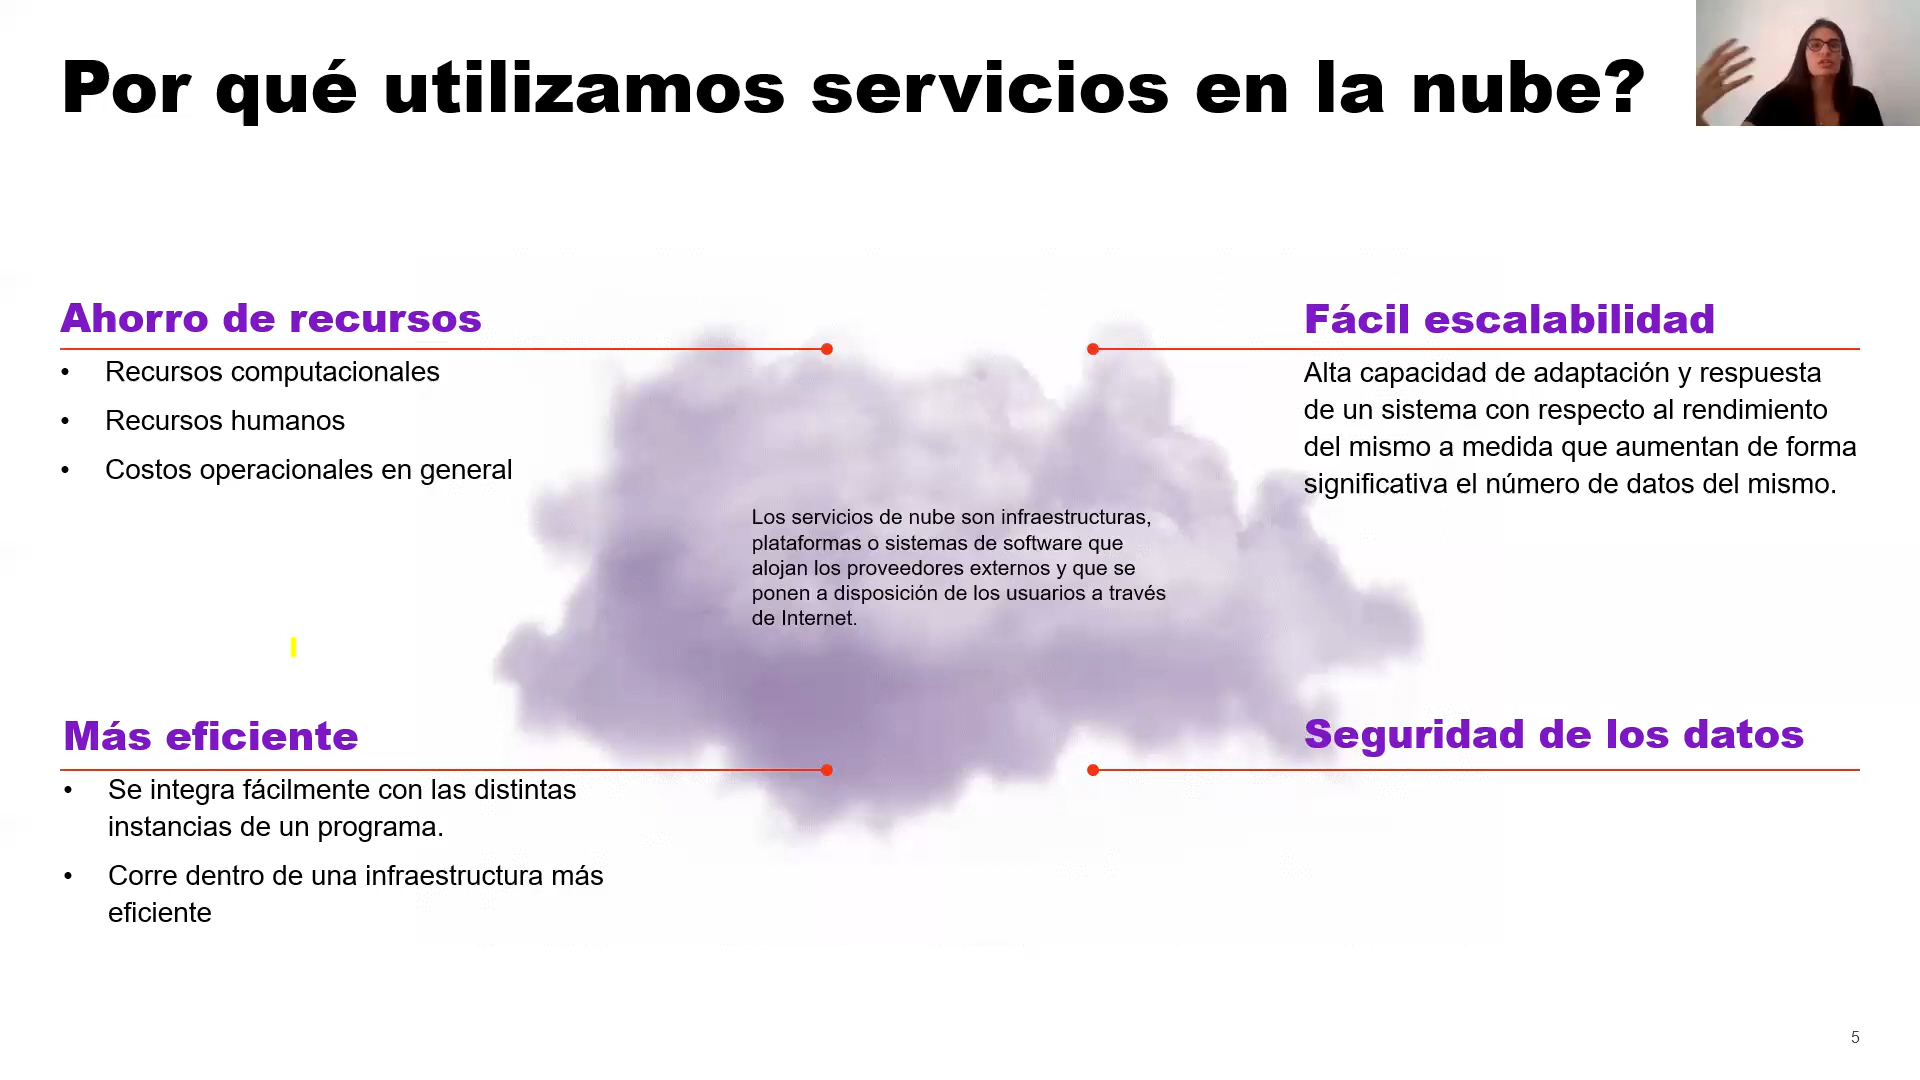 Por qué utilizamos servicios en la nube?
Ahorro de recursos
• Recursos computacionales
• Recursos humanos
• Costos operacionales en general
Fácil escalabilidad
Alta capacidad de adaptación y respuesta
de un sistema con respecto al rendimiento
del mismo a medida que aumentan de forma
significativa el número de datos del mismo.
Los servicios de nube son infraestructuras,
plataformas o sistemas de software que
alojan los proveedores externos y que se
ponen a disposición de los usuarios a través
de Internet.
Más eficiente
• Se integra fácilmente con las distintas
instancias de un programa.
• Corre dentro de una infraestructura más
eficiente
Seguridad de los datos
5